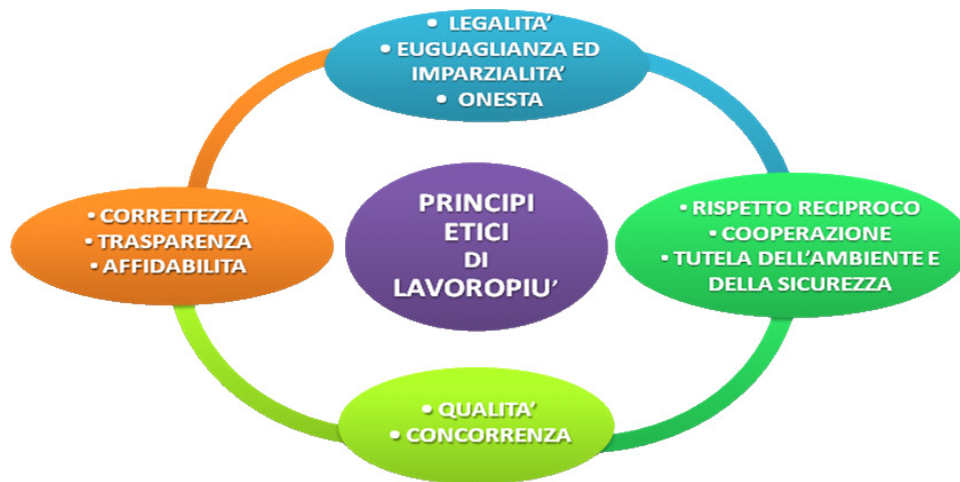 • LEGALITA’
• EUGUAGLIANZA ED
IMPARZIALITA’
• ONESTA
• CORRETTEZZA
• TRASPARENZA
• AFFIDABILITA
PRINCIPI
ETICI
DI
LAVOROPIU’
• RISPETTO RECIPROCO
• COOPERAZIONE
• TUTELA DELL’AMBIENTE E
DELLA SICUREZZA
• QUALITA’
• CONCORRENZA